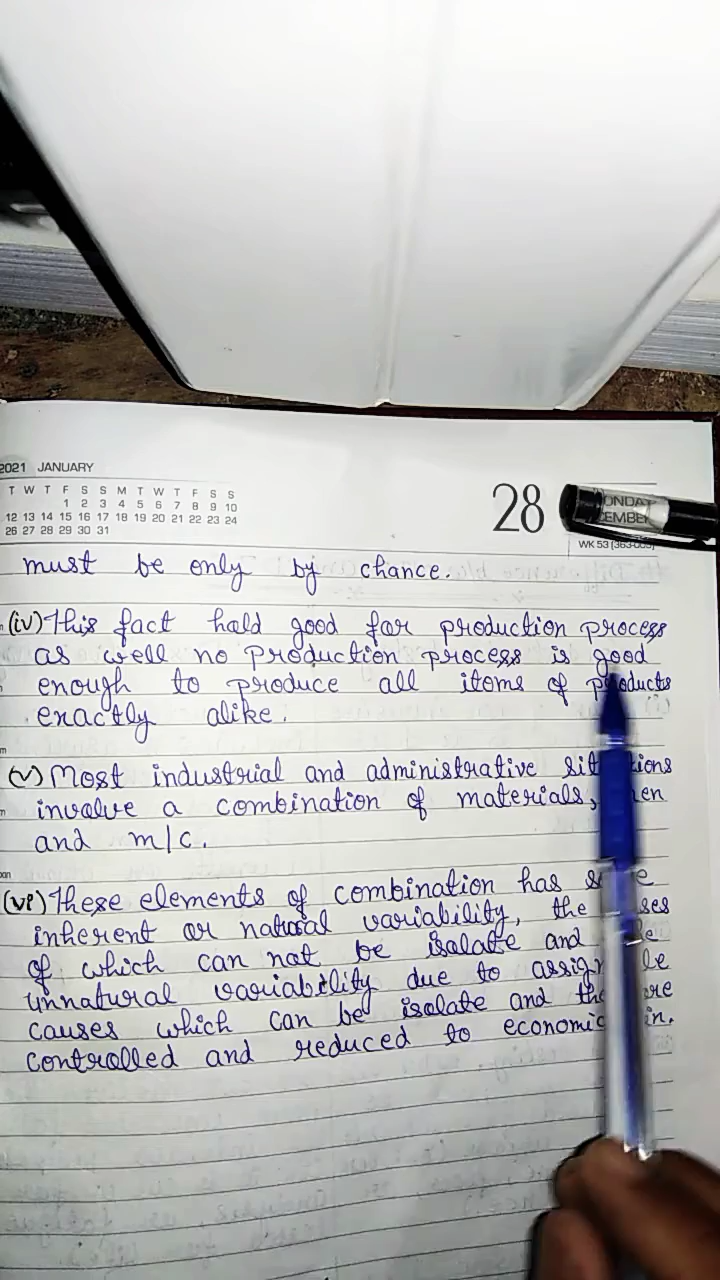 2021 JANUARY
T W T F S S M T W T F S S
1 2 3 4 5 6 7 8 9 10
12 13 14 15 16 17 18 19 20 21 22 23 24
26 27 28 29 30 31
28
WK 53
must be only by chance.
(iv) This fact hold good for production process
as well no production process is good
enough to produce all items of products
exactly alike.
(v) Most industrial and administrative
involve a combination of materials,
and m/c.
(vi) These elements of combination has
inherent or natural variability, the
of which can not be isolate and
unnatural variability due to
causes which can be isolate and
controlled and reduced to